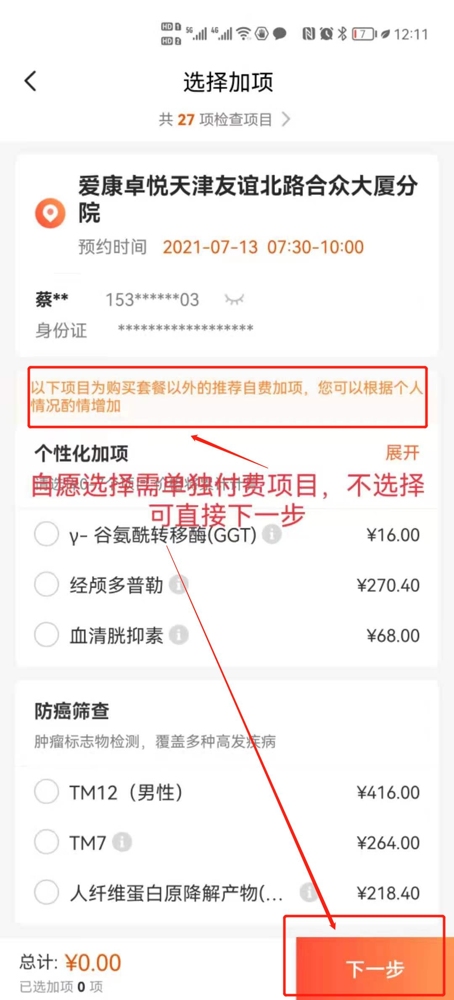 HD 1 5G 4G 7 12:11
HD 2
选择加项
共 27 项检查项目
爱康卓悦天津友谊北路合众大厦分
院
预约时间 2021-07-13 07:30-10:00
蔡** 153******03
身份证 ******************
以下项目为购买套餐以外的推荐自费加项，您可以根据个人
情况酌情增加
个性化加项 展开
自愿选择需单独付费项目，不选择
可直接下一步
γ- 谷氨酰转移酶(GGT) ¥16.00
经颅多普勒 ¥270.40
血清胱抑素 ¥68.00
防癌筛查
肿瘤标志物检测，覆盖多种高发疾病
TM12（男性） ¥416.00
TM7 ¥264.00
人纤维蛋白原降解产物(... ¥218.40
总计: ¥0.00
下一步
已选加项 0 项